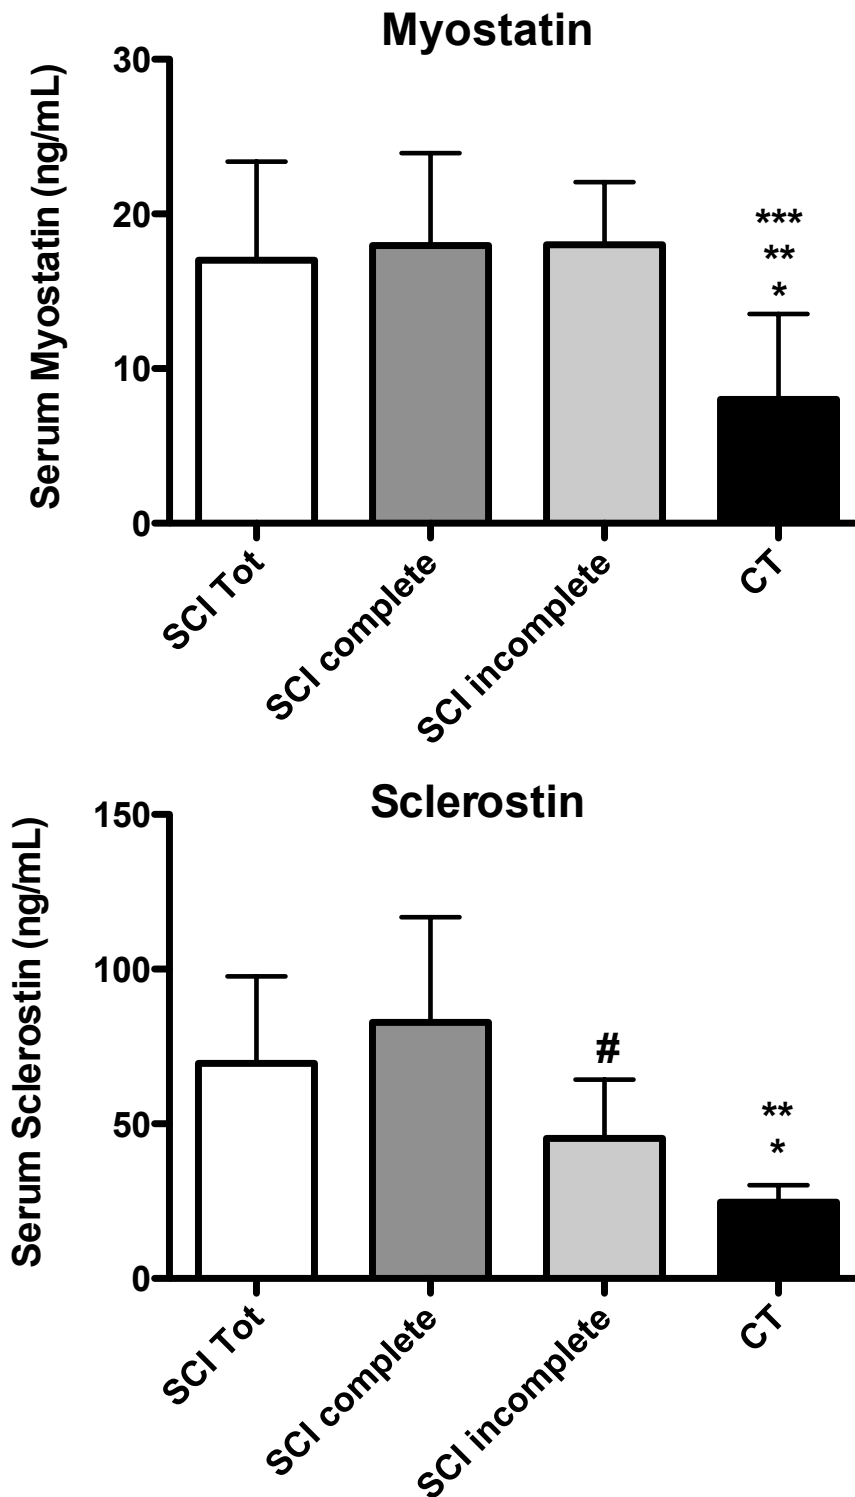 Myostatin
Serum Myostatin (ng/mL)
30
20
10
0
***
**
*
SCI Tot
SCI complete
SCI incomplete
CT
Sclerostin
Serum Sclerostin (ng/mL)
150
100
50
0
#
**
*
SCI Tot
SCI complete
SCI incomplete
CT